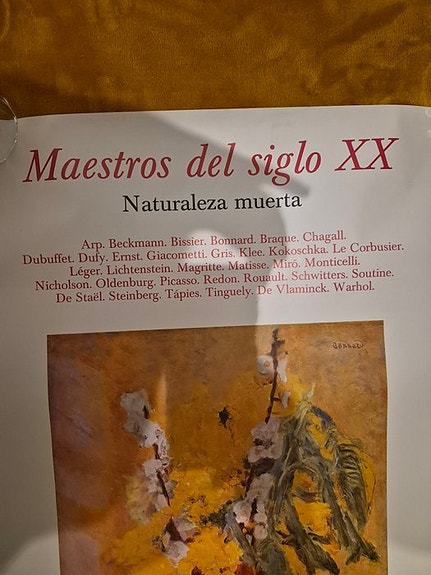 Maestros del siglo XX
Naturaleza muerta
Arp. Beckmann. Bissier. Bonnard. Braque. Chagall.
Dubuffet. Dufy. Ernst. Giacometti. Gris. Klee. Kokoschka. Le Corbusier.
Léger. Lichtenstein. Magritte. Matisse. Miró. Monticelli.
Nicholson. Oldenburg. Picasso. Redon. Rouault. Schwitters. Soutine.
De Staël. Steinberg. Tápies. Tinguely. De Vlaminck. Warhol.